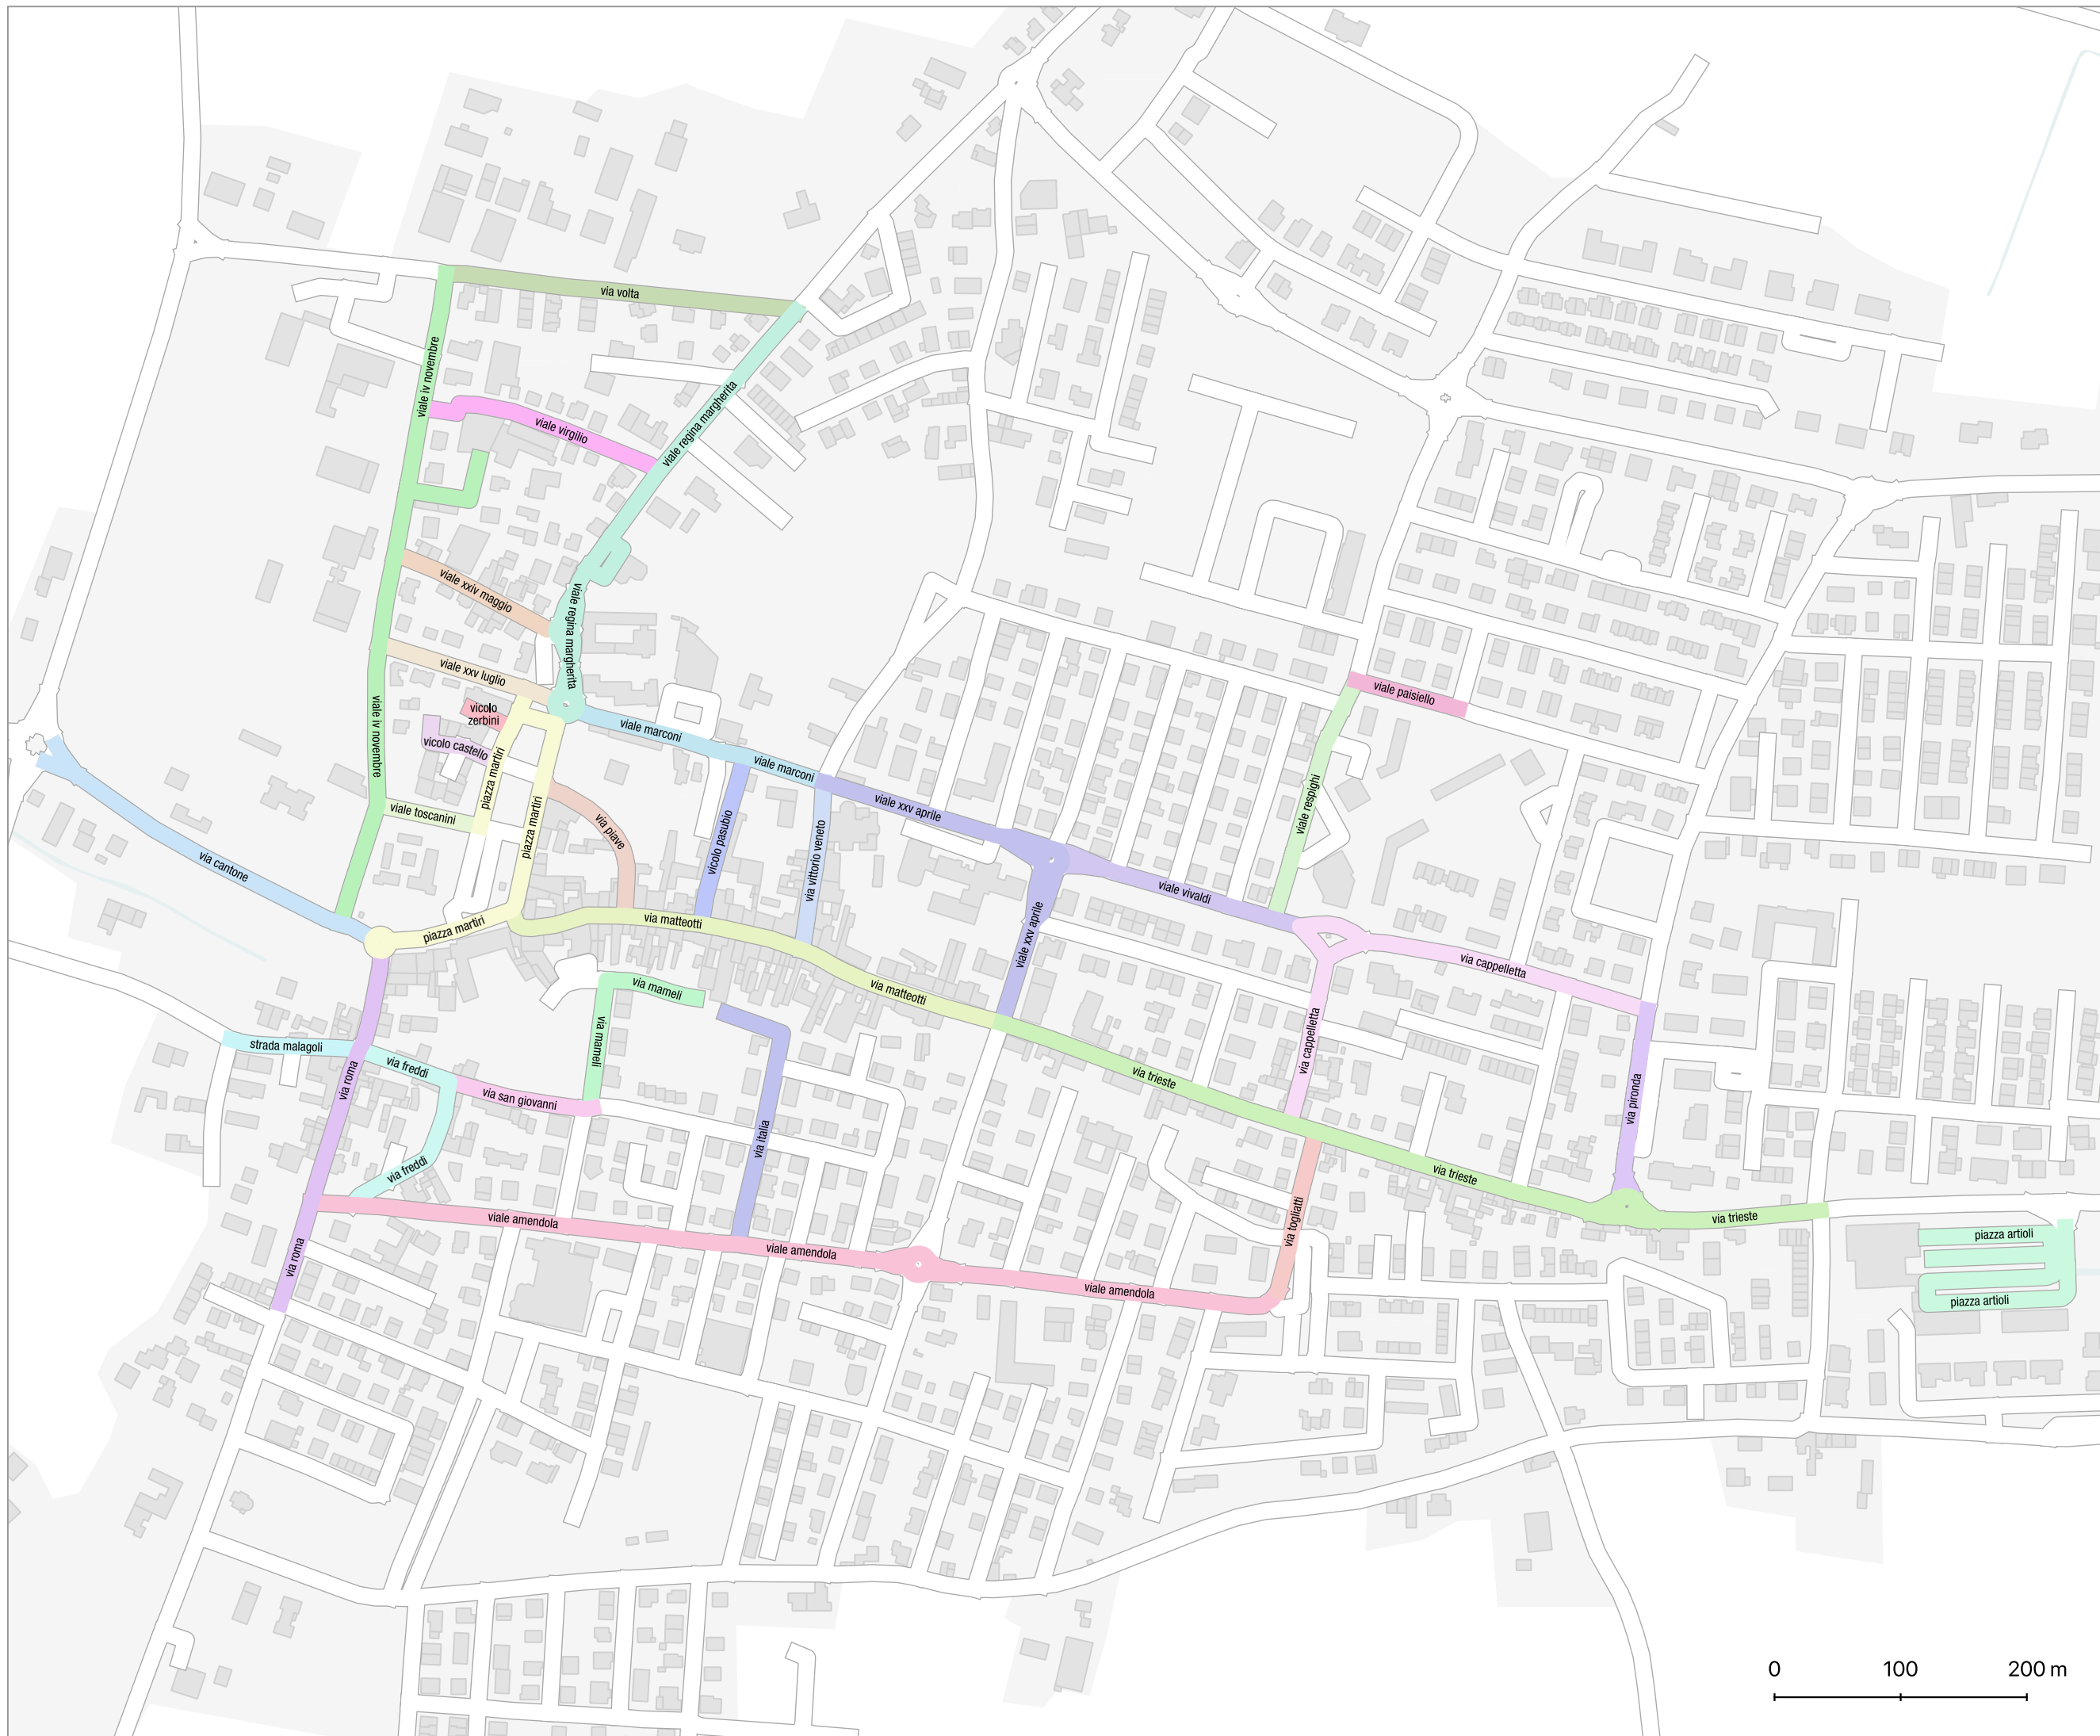 via volta
viale iv novembre
viale regina margherita
viale virgilio
viale xxiv maggio
viale regina margherita
viale xxv luglio
viale paisiello
vicolo
zerbini
viale marconi
viale iv novembre
vicolo castello
piazza martiri
viale marconi
viale respighi
viale xxv aprile
viale toscanini
piazza martiri
via piave
vicolo pasubio
via vittorio veneto
via cantone
viale vivaldi
piazza martiri
via matteotti
viale xxv aprile
via cappelletta
via mameli
via matteotti
via mameli
via cappelletta
strada malagoli
via freddi
via roma
via trieste
via san giovanni
via pironda
via italia
via freddi
via trieste
viale amendola
via togliatti
via trieste
piazza artioli
via roma
viale amendola
viale amendola
piazza artioli
0 100 200 m